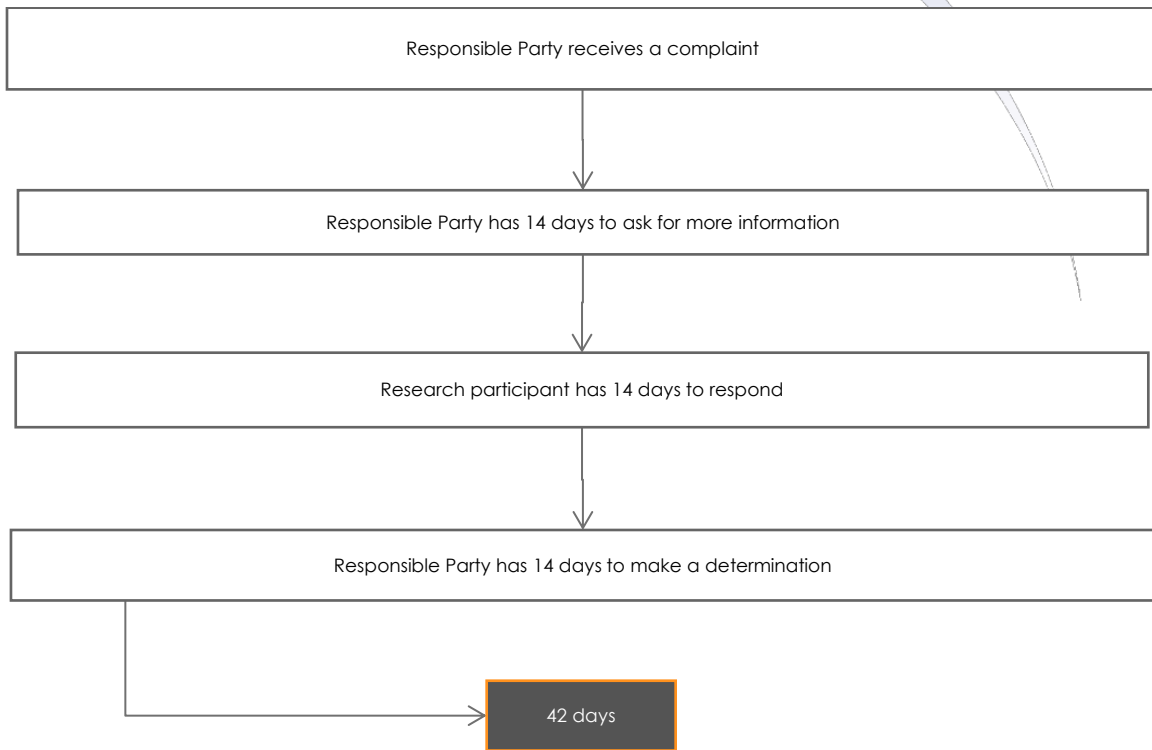 Responsible Party receives a complaint
Responsible Party has 14 days to ask for more information
Research participant has 14 days to respond
Responsible Party has 14 days to make a determination
42 days